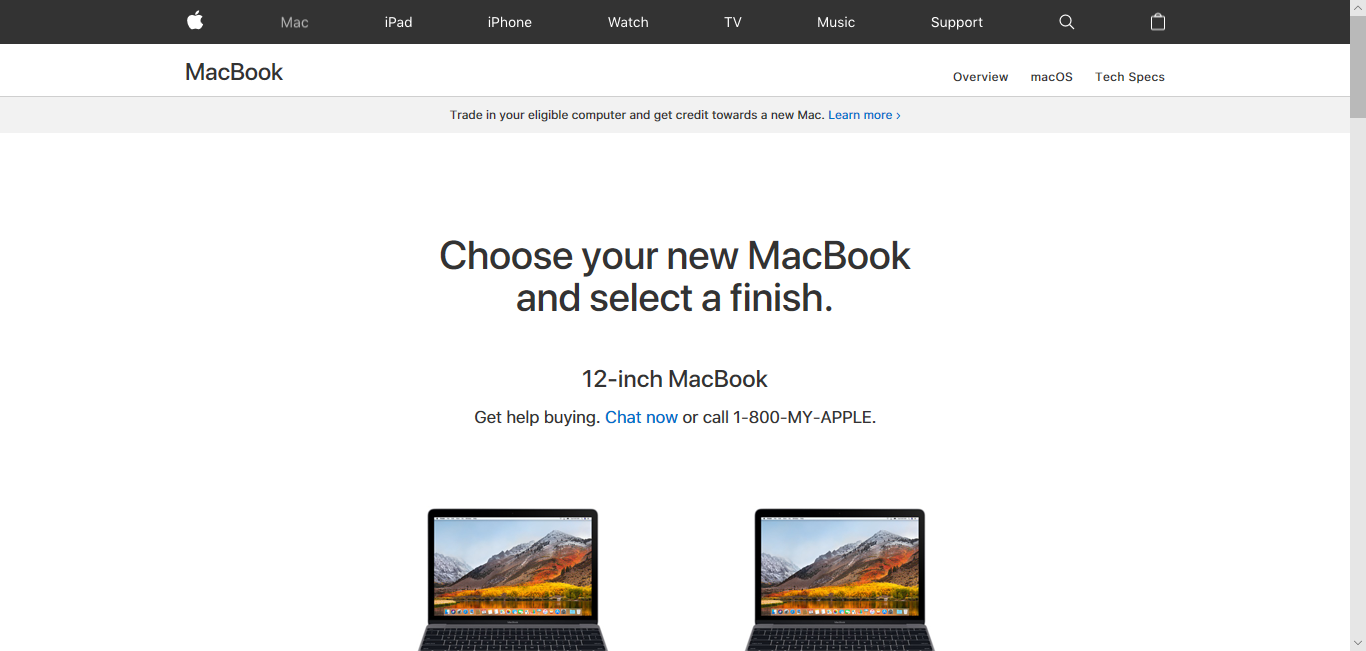 Mac iPad iPhone Watch TV Music Support
MacBook
Overview macOS Tech Specs
Trade in your eligible computer and get credit towards a new Mac. Learn more ›
Choose your new MacBook
and select a finish.
12-inch MacBook
Get help buying. Chat now or call 1-800-MY-APPLE.